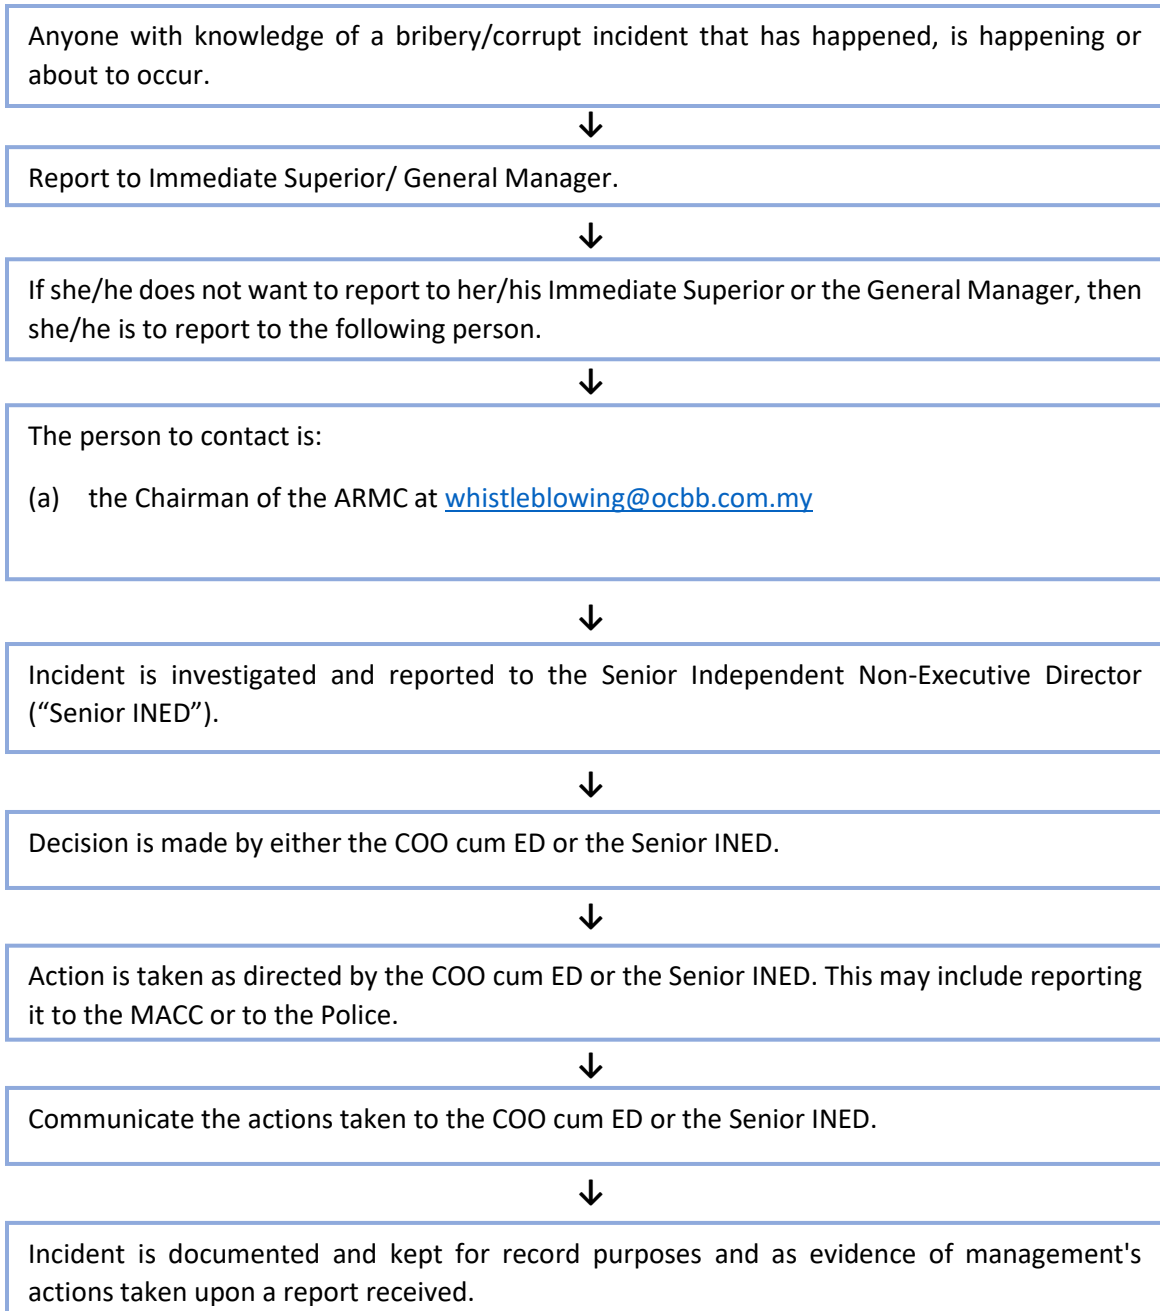 Anyone with knowledge of a bribery/corrupt incident that has happened, is happening or
about to occur.
↓
Report to Immediate Superior/ General Manager.
↓
If she/he does not want to report to her/his Immediate Superior or the General Manager, then
she/he is to report to the following person.
↓
The person to contact is:
(a) the Chairman of the ARMC at whistleblowing@ocbb.com.my
↓
Incident is investigated and reported to the Senior Independent Non-Executive Director
(“Senior INED”).
↓
Decision is made by either the COO cum ED or the Senior INED.
↓
Action is taken as directed by the COO cum ED or the Senior INED. This may include reporting
it to the MACC or to the Police.
↓
Communicate the actions taken to the COO cum ED or the Senior INED.
↓
Incident is documented and kept for record purposes and as evidence of management's
actions taken upon a report received.